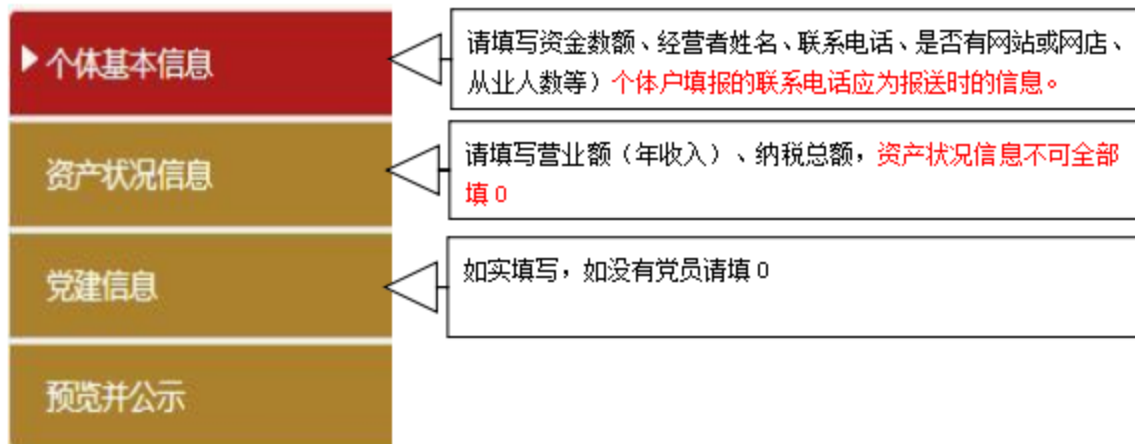 个体基本信息
请填写资金数额、经营者姓名、联系电话、是否有网站或网店、
从业人数等）个体户填报的联系电话应为报送时的信息。
资产状况信息
请填写营业额（年收入）、纳税总额，资产状况信息不可全部
填 0
党建信息
如实填写，如没有党员请填 0
预览并公示